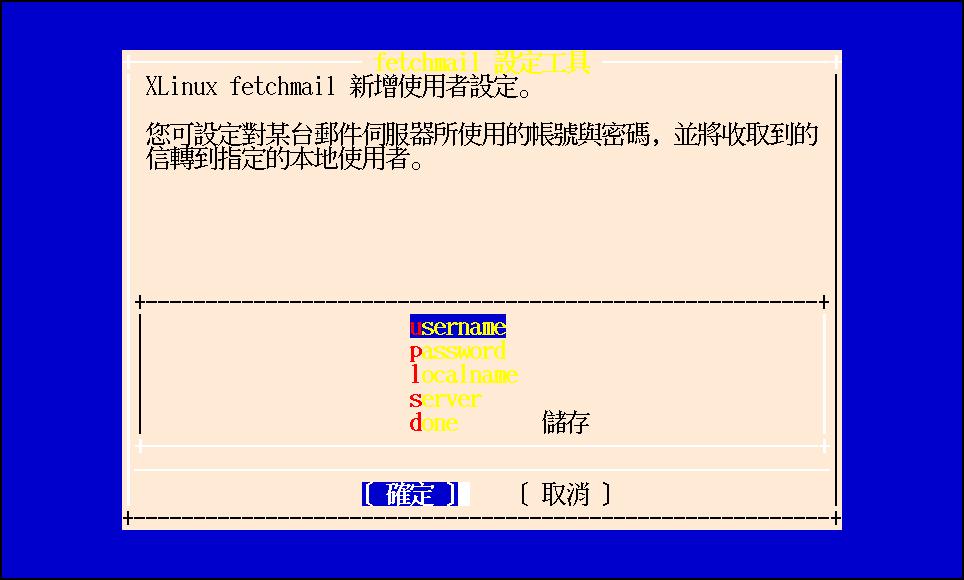 fetchmail 設定工具
XLinux fetchmail 新增使用者設定。
您可設定對某台郵件伺服器所使用的帳號與密碼，並將收取到的
信轉到指定的本地使用者。
username
password
localname
server
done 儲存
[ 確定 ] [ 取消 ]